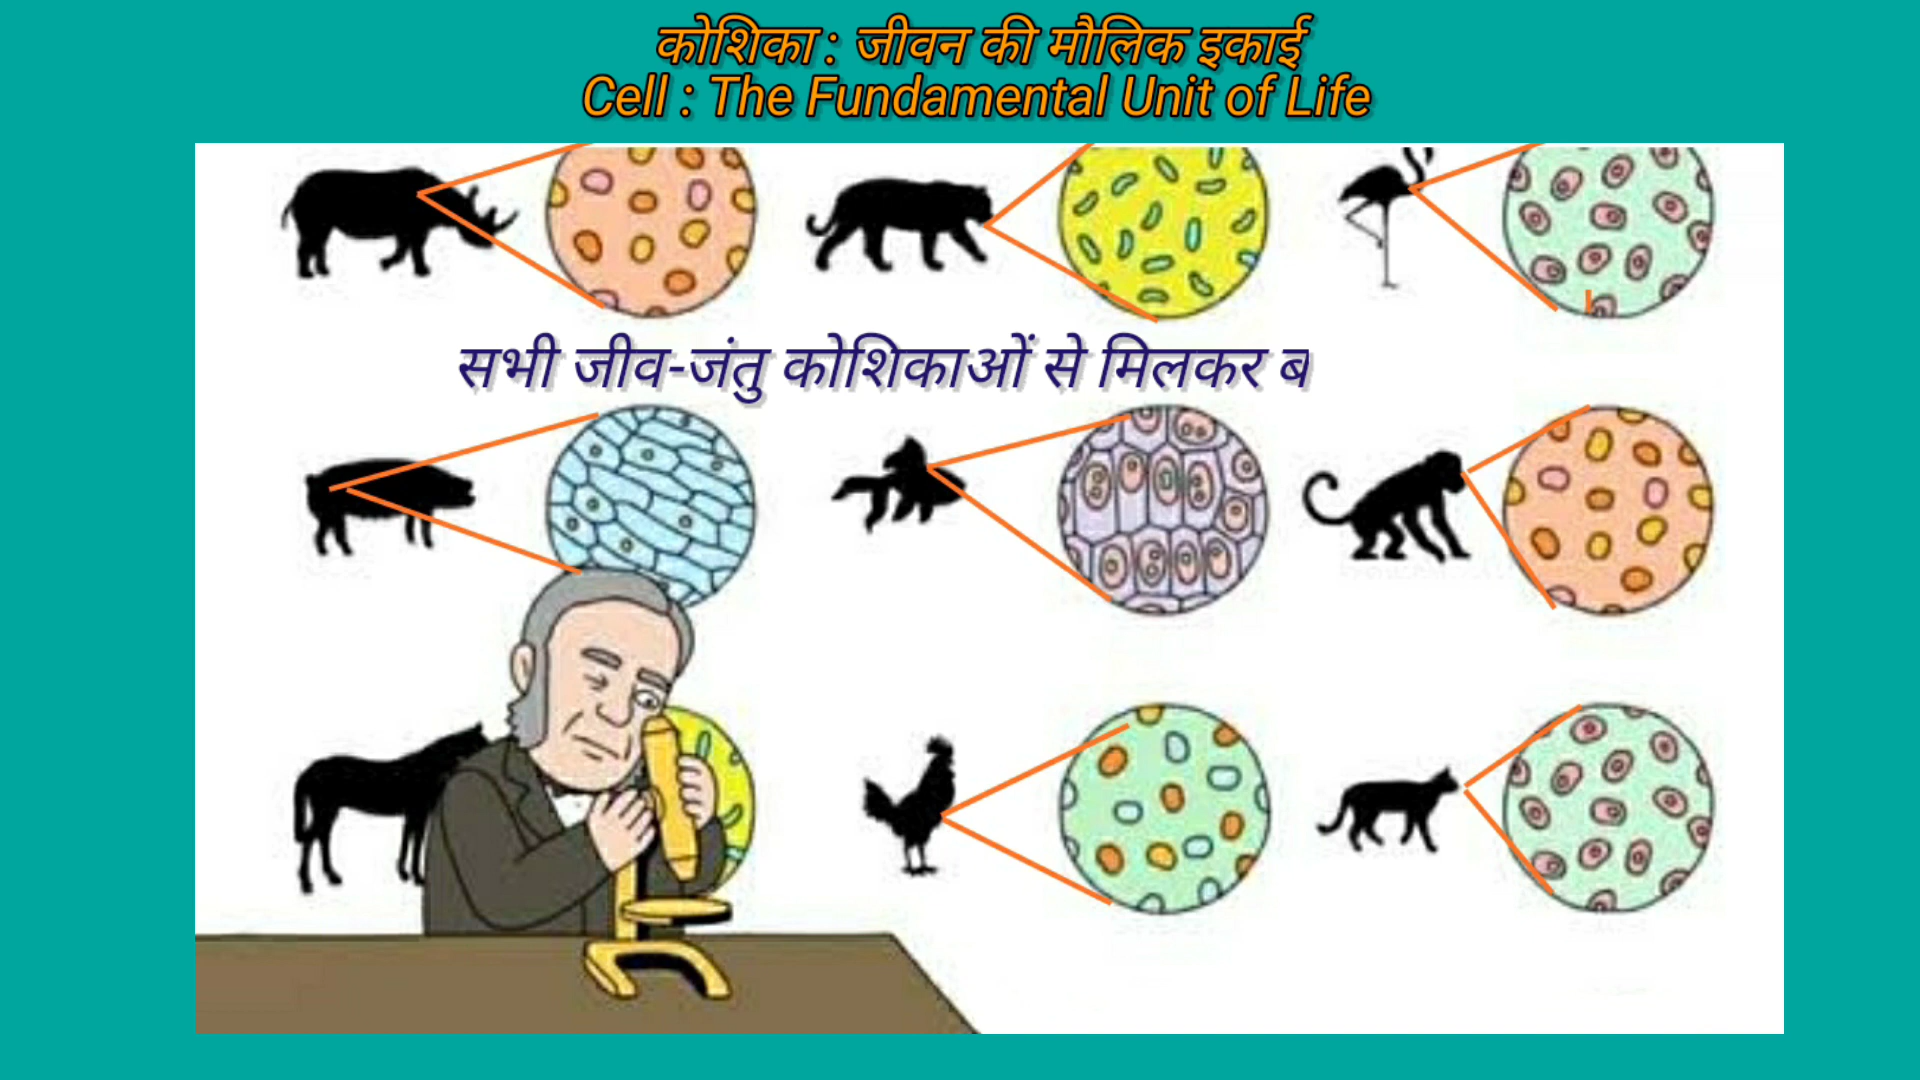 कोशिका : जीवन की मौलिक इकाई
Cell : The Fundamental Unit of Life
सभी जीव-जंतु कोशिकाओं से मिलकर ब